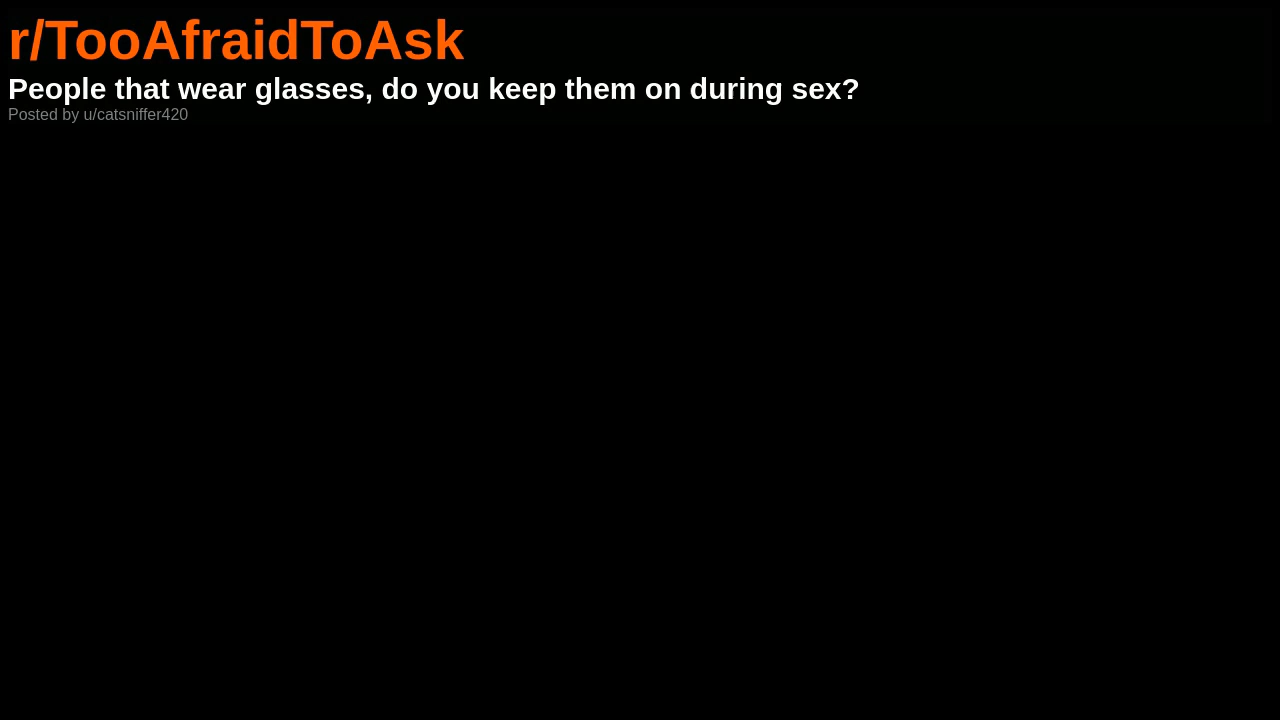 r/TooAfraidToAsk
People that wear glasses, do you keep them on during sex?
Posted by u/catsniffer420